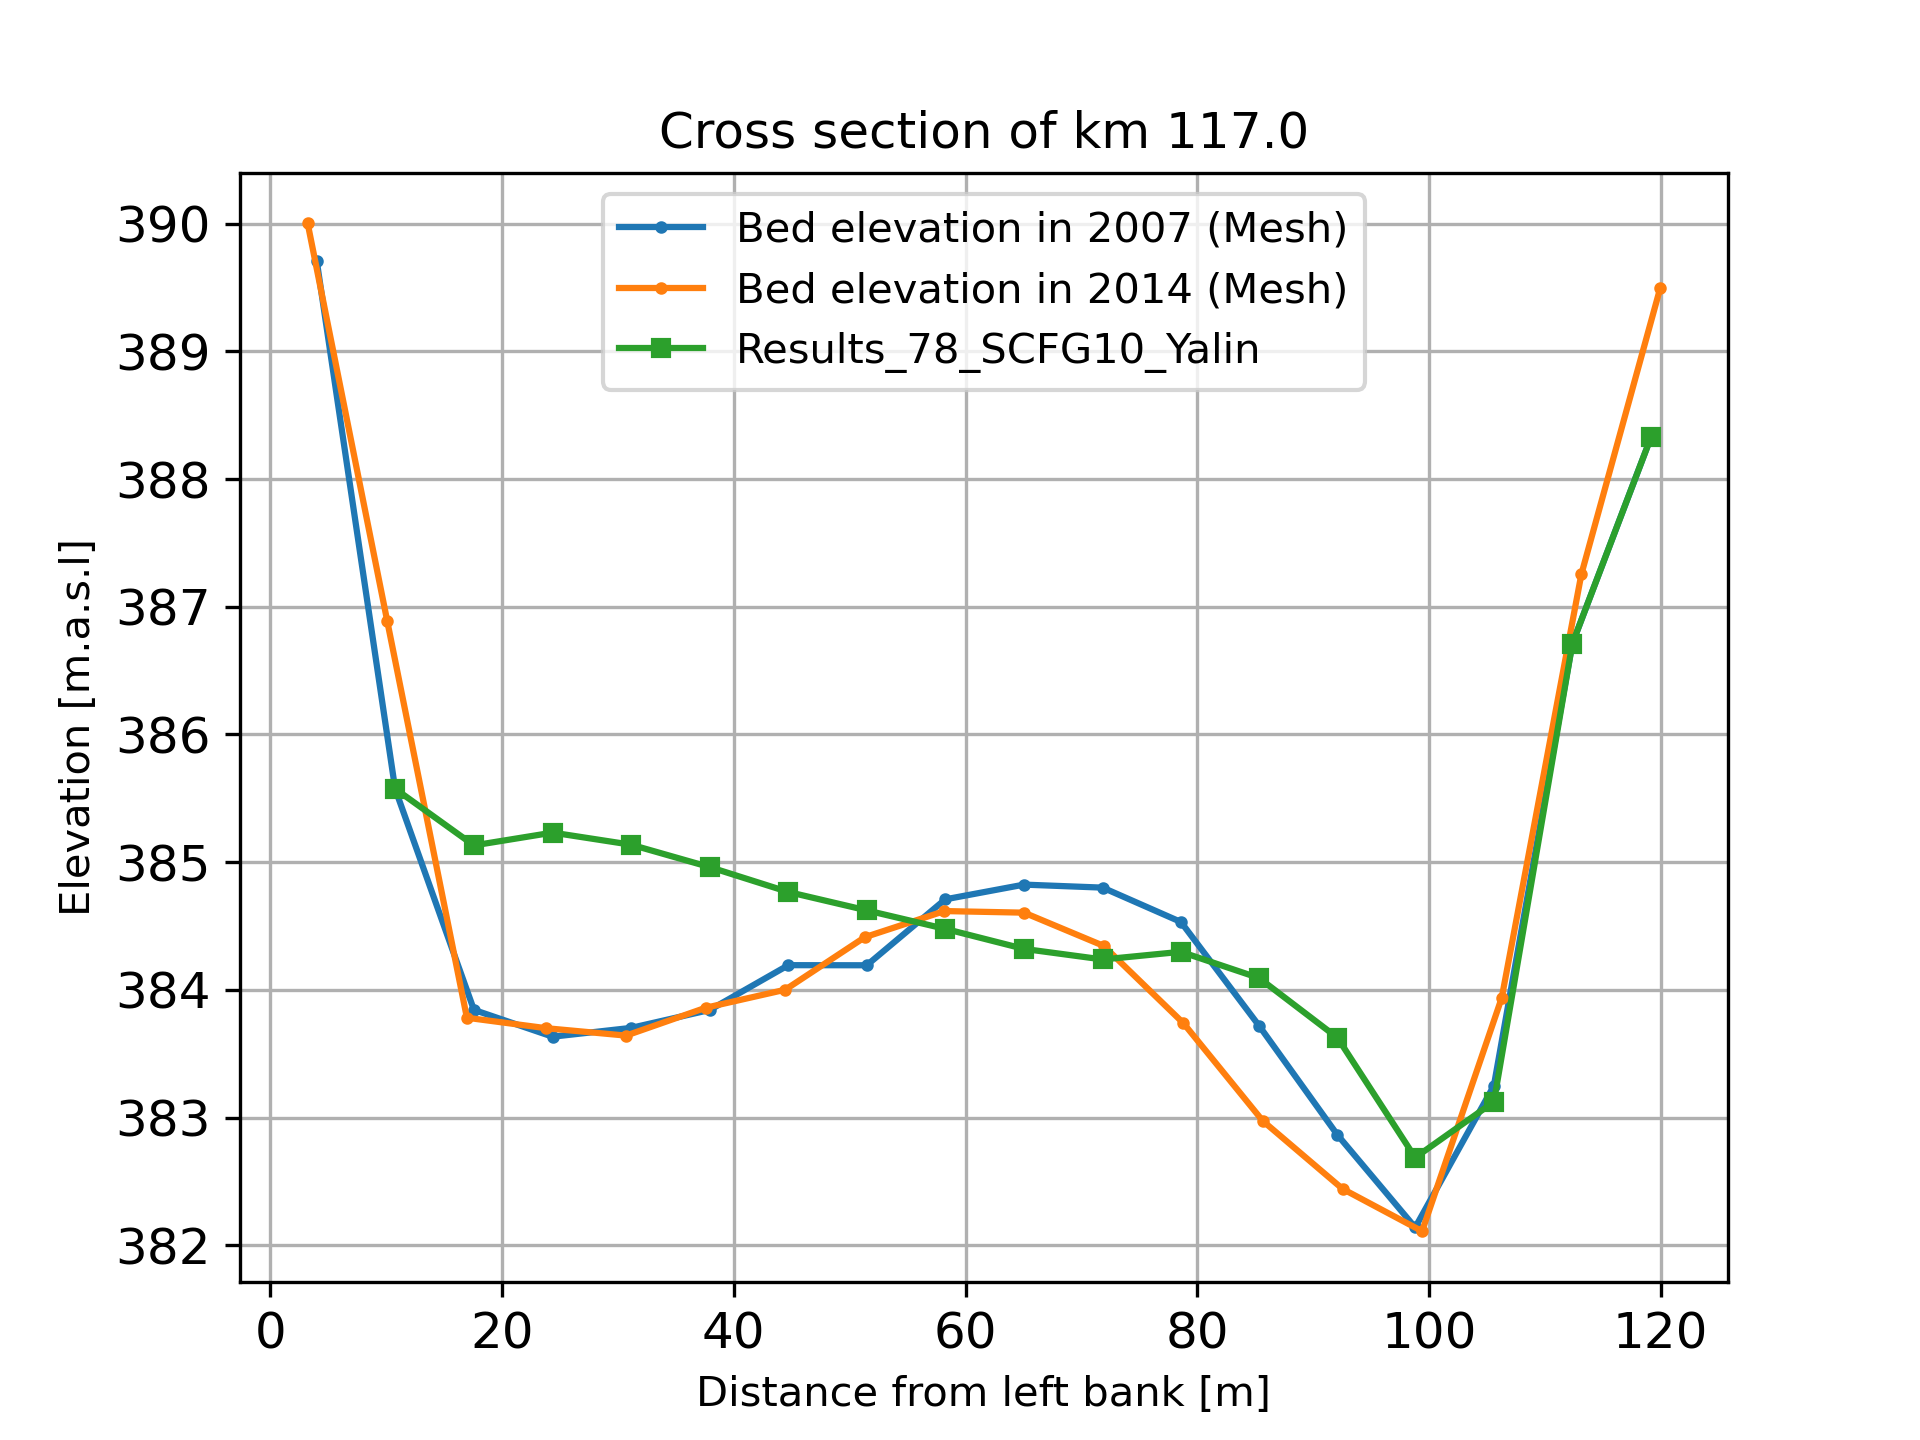 Cross section of km 117.0
Bed elevation in 2007 (Mesh)
Bed elevation in 2014 (Mesh)
Results_78_SCFG10_Yalin
Elevation [m.a.s.l]
390
389
388
387
386
385
384
383
382
0 20 40 60 80 100 120
Distance from left bank [m]